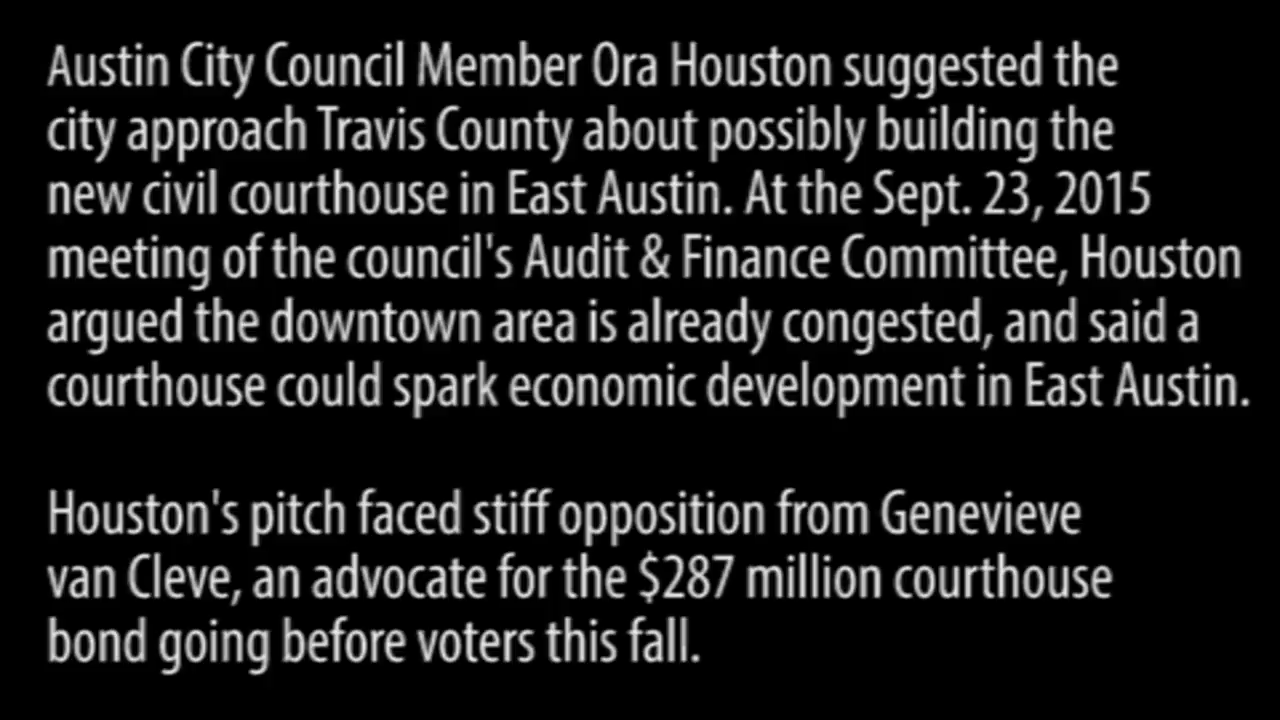 Austin City Council Member Ora Houston suggested the
city approach Travis County about possibly building the
new civil courthouse in East Austin. At the Sept. 23, 2015
meeting of the council's Audit & Finance Committee, Houston
argued the downtown area is already congested, and said a
courthouse could spark economic development in East Austin.
Houston's pitch faced stiff opposition from Genevieve
van Cleve, an advocate for the $287 million courthouse
bond going before voters this fall.